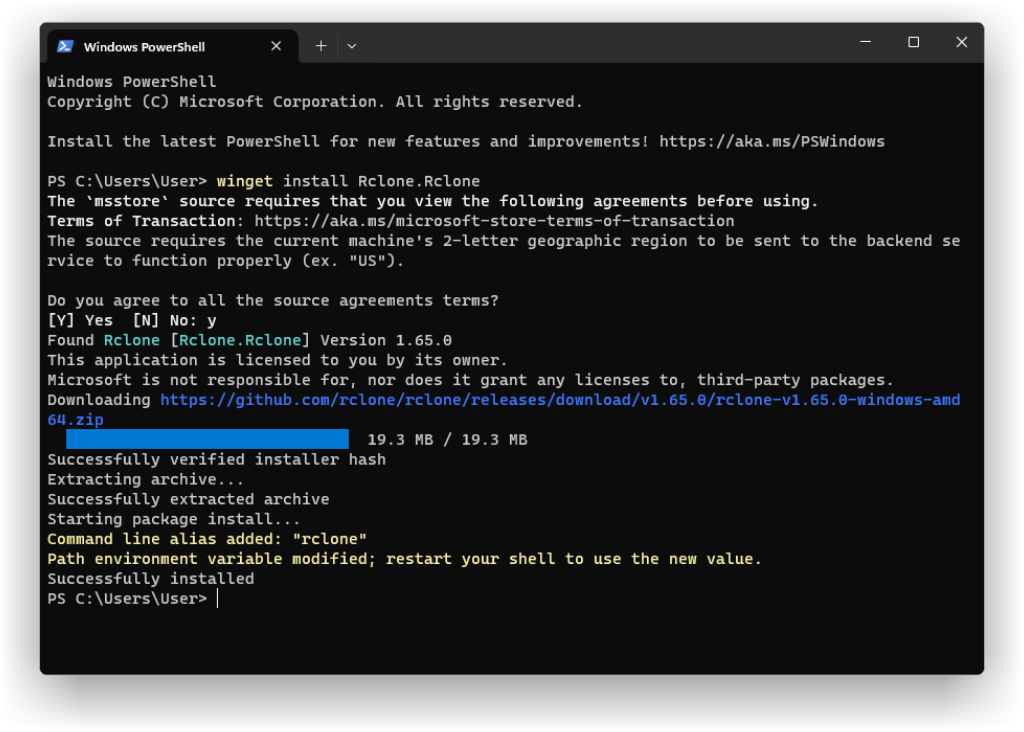 Windows PowerShell
Windows PowerShell
Copyright (C) Microsoft Corporation. All rights reserved.
Install the latest PowerShell for new features and improvements! https://aka.ms/PSWindows
PS C:\Users\User> winget install Rclone.Rclone
The `msstore` source requires that you view the following agreements before using.
Terms of Transaction: https://aka.ms/microsoft-store-terms-of-transaction
The source requires the current machine's 2-letter geographic region to be sent to the backend se
rvice to function properly (ex. "US").
Do you agree to all the source agreements terms?
[Y] Yes  [N] No: y
Found Rclone [Rclone.Rclone] Version 1.65.0
This application is licensed to you by its owner.
Microsoft is not responsible for, nor does it grant any licenses to, third-party packages.
Downloading https://github.com/rclone/rclone/releases/download/v1.65.0/rclone-v1.65.0-windows-amd
64.zip
19.3 MB / 19.3 MB
Successfully verified installer hash
Extracting archive...
Successfully extracted archive
Starting package install...
Command line alias added: "rclone"
Path environment variable modified; restart your shell to use the new value.
Successfully installed
PS C:\Users\User>